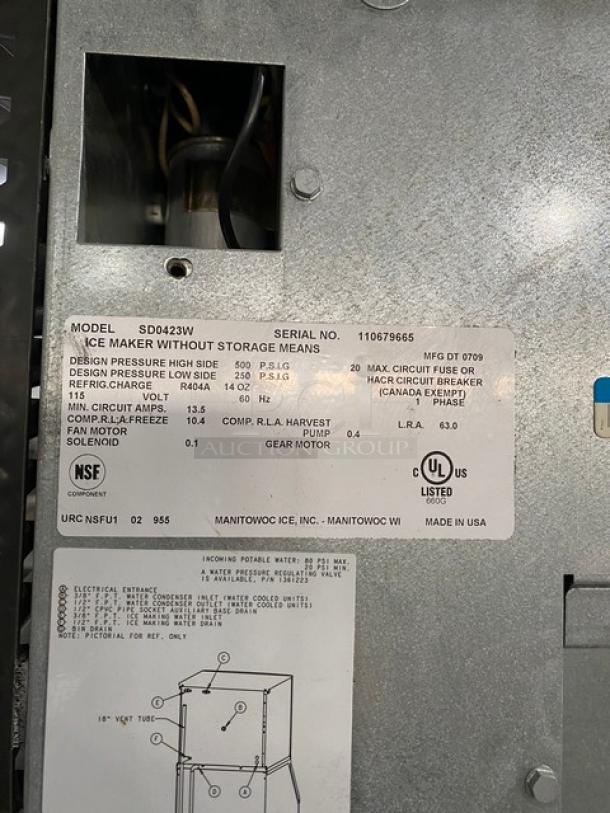 MODEL SD0423W SERIAL NO. 110679665
ICE MAKER WITHOUT STORAGE MEANS
MFG DT 0709
DESIGN PRESSURE HIGH SIDE 500 P.S.I.G 20 MAX. CIRCUIT FUSE OR
DESIGN PRESSURE LOW SIDE 250 P.S.I.G HACR CIRCUIT BREAKER
REFRIG.CHARGE R404A 14 OZ (CANADA EXEMPT)
115 VOLT 60 Hz 1 PHASE
MIN. CIRCUIT AMPS. 13.5
COMP.R.L.A.FREEZE 10.4 COMP. R.L.A. HARVEST L.R.A. 63.0
FAN MOTOR PUMP 0.4
SOLENOID 0.1 GEAR MOTOR
AUCTION GROUP
NSF
COMPONENT
C UL US
LISTED
660G
URC NSFU1 02 955 MANITOWOC ICE, INC. - MANITOWOC WI MADE IN USA
INCOMING POTABLE WATER: 80 PSI MAX.
20 PSI MIN.
A WATER PRESSURE REGULATING VALVE
IS AVAILABLE, P/N 1361223
ELECTRICAL ENTRANCE
3/8" F.P.T. WATER CONDENSER INLET (WATER COOLED UNITS)
1/2" F.P.T. WATER CONDENSER OUTLET (WATER COOLED UNITS)
1/2" CPVC PIPE SOCKET AUXILIARY BASE DRAIN
3/8" F.P.T. ICE MAKING WATER INLET
1/2" F.P.T. ICE MAKING WATER DRAIN
BIN DRAIN
NOTE: PICTORIAL FOR REF. ONLY
C
E
B
18" VENT TUBE
F
D
A